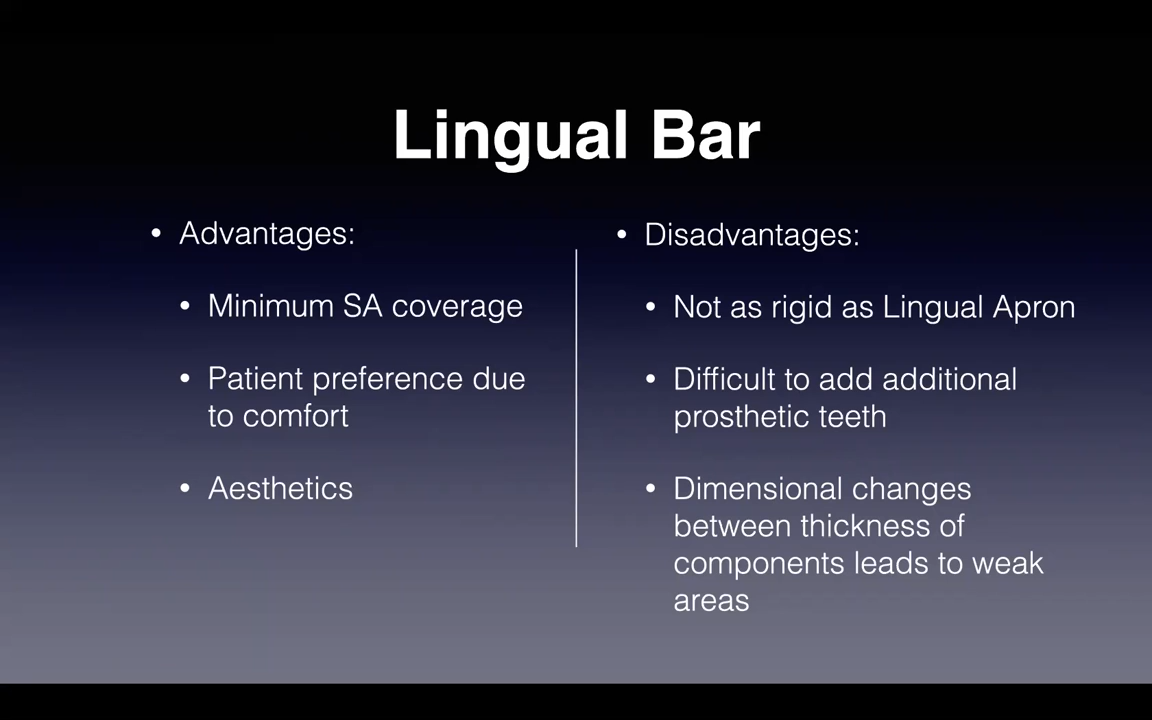 Lingual Bar
• Advantages:
• Minimum SA coverage
• Patient preference due
to comfort
• Aesthetics
• Disadvantages:
• Not as rigid as Lingual Apron
• Difficult to add additional
prosthetic teeth
• Dimensional changes
between thickness of
components leads to weak
areas